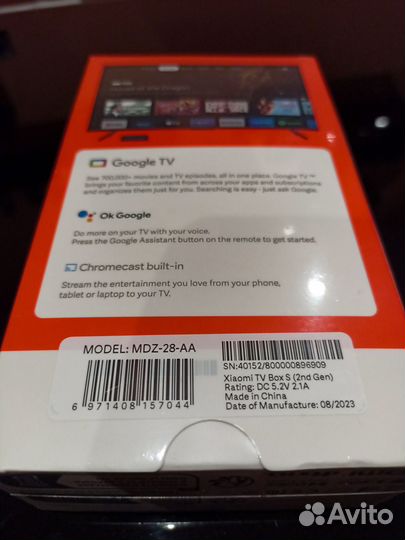 Google TV
See 700,000+ movies and TV episodes, all in one place. Google TV™
brings your favorite content from across your apps and subscriptions
and organizes them just for you. Searching is easy - just ask Google.
Ok Google
Do more on your TV with your voice.
Press the Google Assistant button on the remote to get started.
Chromecast built-in
Stream the entertainment you love from your phone,
tablet or laptop to your TV.
MODEL: MDZ-28-AA
6 971408 157044
SN:40152/800000896909
Xiaomi TV Box S (2nd Gen)
Rating: DC 5.2V 2.1A
Made in China
Date of Manufacture: 08/2023
Avito